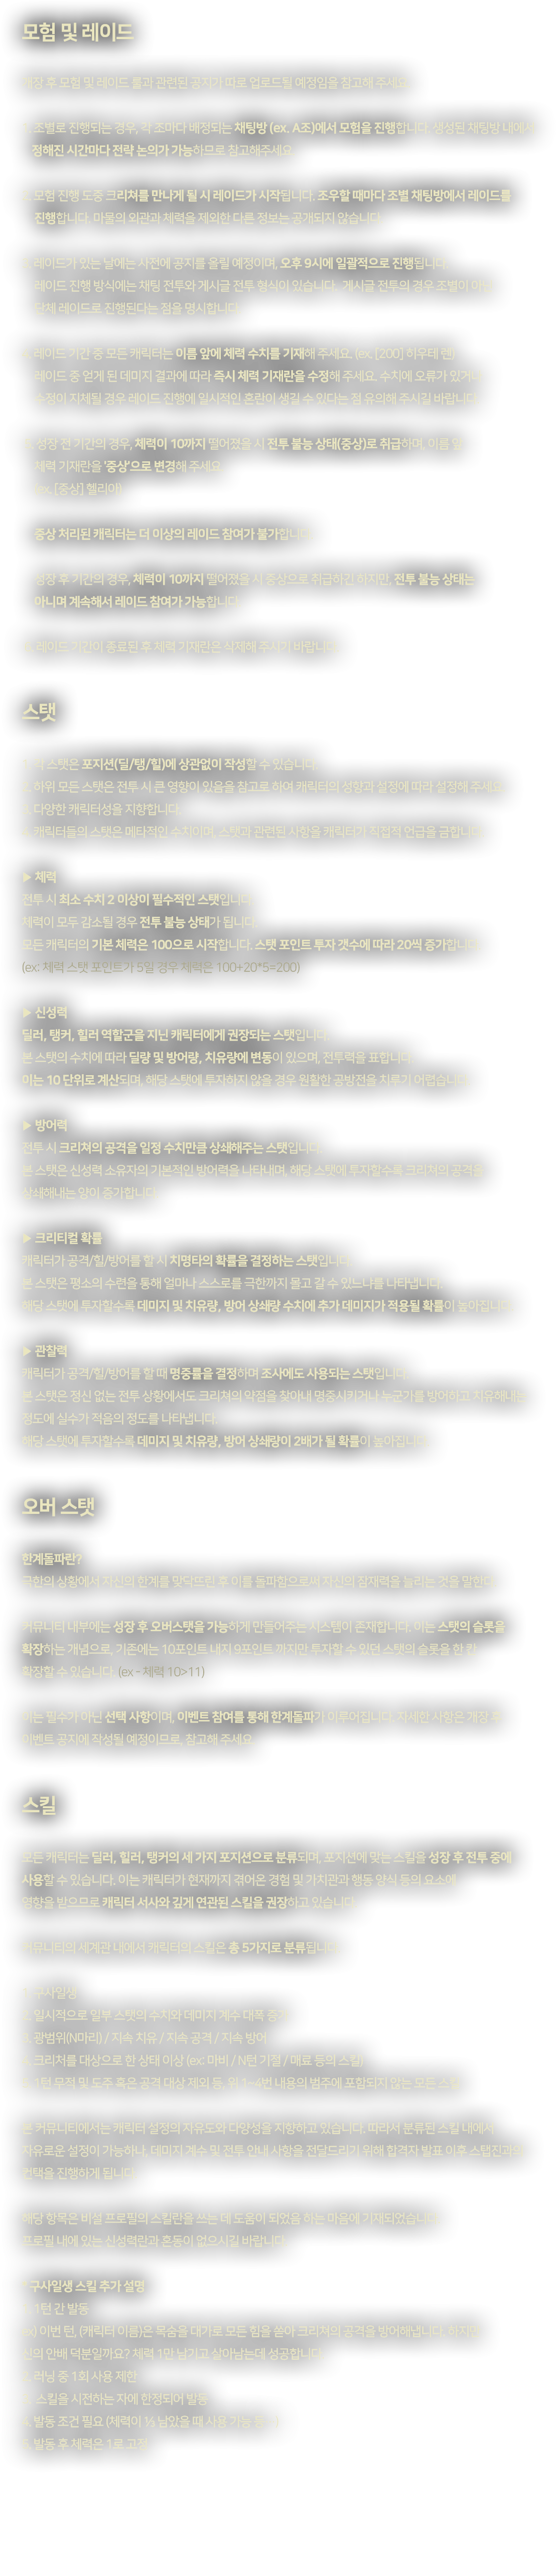 모험 및 레이드
개장 후 모험 및 레이드 룰과 관련된 공지가 따로 업로드될 예정임을 참고해 주세요.
조별로 진행되는 경우, 각 조마다 배정되는 채팅방 (ex. A조)에서 모험을 진행합니다. 생성된 채팅방 내에서
정해진 시간마다 전략 논의가 가능하므로 참고해주세요.
모험 진행 도중 크리쳐를 만나게 될 시 레이드가 시작됩니다. 조우할 때마다 조별 채팅방에서 레이드를
진행합니다. 마물의 외관과 체력을 제외한 다른 정보는 공개되지 않습니다.
레이드가 있는 날에는 사전에 공지를 올릴 예정이며, 오후 9시에 일괄적으로 진행됩니다.
레이드 진행 방식에는 채팅 전투와 게시글 전투 형식이 있습니다. 게시글 전투의 경우 조별이 아닌
단체 레이드로 진행된다는 점을 명시합니다.
레이드 기간 중 모든 캐릭터는 이름 앞에 체력 수치를 기재해 주세요. (ex. [200] 히우테 렌)
레이드 중 얻게 된 데미지 결과에 따라 즉시 체력 기재란을 수정해 주세요. 수치에 오류가 있거나
수정이 지체될 경우 레이드 진행에 일시적인 혼란이 생길 수 있다는 점 유의해 주시길 바랍니다.
성장 전 기간의 경우, 체력이 10까지 떨어졌을 시 전투 불능 상태(중상)로 취급하며, 이름 앞
체력 기재란을 '중상'으로 변경해 주세요.
(ex. [중상] 헬리아)
중상 처리된 캐릭터는 더 이상의 레이드 참여가 불가합니다.
성장 후 기간의 경우, 체력이 10까지 떨어졌을 시 중상으로 취급하긴 하지만, 전투 불능 상태는
아니며 계속해서 레이드 참여가 가능합니다.
레이드 기간이 종료된 후 체력 기재란은 삭제해 주시기 바랍니다.
스탯
각 스탯은 포지션(딜/탱/힐)에 상관없이 작성할 수 있습니다.
하위 모든 스탯은 전투 시 큰 영향이 있음을 참고로 하여 캐릭터의 성향과 설정에 따라 설정해 주세요.
다양한 캐릭터성을 지향합니다.
캐릭터들의 스탯은 메타적인 수치이며, 스탯과 관련된 사항을 캐릭터가 직접적 언급을 금합니다.
▶ 체력
전투 시 최소 수치 2 이상이 필수적인 스탯입니다.
체력이 모두 감소될 경우 전투 불능 상태가 됩니다.
모든 캐릭터의 기본 체력은 100으로 시작합니다. 스탯 포인트 투자 갯수에 따라 20씩 증가합니다.
(ex: 체력 스탯 포인트가 5일 경우 체력은 100+20*5=200)
▶ 신성력
딜러, 탱커, 힐러 역할군을 지닌 캐릭터에게 권장되는 스탯입니다.
본 스탯의 수치에 따라 딜량 및 방어량, 치유량에 변동이 있으며, 전투력을 표합니다.
이는 10 단위로 계산되며, 해당 스탯에 투자하지 않을 경우 원활한 공방전을 치루기 어렵습니다.
▶ 방어력
전투 시 크리쳐의 공격을 일정 수치만큼 상쇄해주는 스탯입니다.
본 스탯은 신성력 소유자의 기본적인 방어력을 나타내며, 해당 스탯에 투자할수록 크리쳐의 공격을
상쇄해내는 양이 증가합니다.
▶ 크리티컬 확률
캐릭터가 공격/힐/방어를 할 시 치명타의 확률을 결정하는 스탯입니다.
본 스탯은 평소의 수련을 통해 얼마나 스스로를 극한까지 몰고 갈 수 있느냐를 나타냅니다.
해당 스탯에 투자할수록 데미지 및 치유량, 방어 상쇄량 수치에 추가 데미지가 적용될 확률이 높아집니다.
▶ 관찰력
캐릭터가 공격/힐/방어를 할 때 명중률을 결정하며 조사에도 사용되는 스탯입니다.
본 스탯은 정신 없는 전투 상황에서도 크리쳐의 약점을 찾아내 명중시키거나 누군가를 방어하고 치유해내는
정도에 실수가 적음의 정도를 나타냅니다.
해당 스탯에 투자할수록 데미지 및 치유량, 방어 상쇄량이 2배가 될 확률이 높아집니다.
오버 스탯
한계돌파란?
극한의 상황에서 자신의 한계를 맞닥뜨린 후 이를 돌파함으로써 자신의 잠재력을 늘리는 것을 말한다.
커뮤니티 내부에는 성장 후 오버스탯을 가능하게 만들어주는 시스템이 존재합니다. 이는 스탯의 슬롯을
확장하는 개념으로, 기존에는 10포인트 내지 9포인트 까지만 투자할 수 있던 스탯의 슬롯을 한 칸
확장할 수 있습니다. (ex - 체력 10>11)
이는 필수가 아닌 선택 사항이며, 이벤트 참여를 통해 한계돌파가 이루어집니다. 자세한 사항은 개장 후
이벤트 공지에 작성될 예정이므로, 참고해 주세요.
스킬
모든 캐릭터는 딜러, 힐러, 탱커의 세 가지 포지션으로 분류되며, 포지션에 맞는 스킬을 성장 후 전투 중에
사용할 수 있습니다. 이는 캐릭터가 현재까지 겪어온 경험 및 가치관과 행동 양식 등의 요소에
영향을 받으므로 캐릭터 서사와 깊게 연관된 스킬을 권장하고 있습니다.
커뮤니티의 세계관 내에서 캐릭터의 스킬은 총 5가지로 분류됩니다.
1. 구사일생
2. 일시적으로 일부 스탯의 수치와 데미지 계수 대폭 증가
3. 광범위(N마리) / 지속 치유 / 지속 공격 / 지속 방어
4. 크리처를 대상으로 한 상태 이상 (ex: 마비 / N턴 기절 / 매료 등의 스킬)
5. 1턴 무적 및 도주 혹은 공격 대상 제외 등, 위 1~4번 내용의 범주에 포함되지 않는 모든 스킬
본 커뮤니티에서는 캐릭터 설정의 자유도와 다양성을 지향하고 있습니다. 따라서 분류된 스킬 내에서
자유로운 설정이 가능하나, 데미지 계수 및 전투 안내 사항을 전달드리기 위해 합격자 발표 이후 스탭진과의
컨택을 진행하게 됩니다.
해당 항목은 비설 프로필의 스킬란을 쓰는 데 도움이 되었음 하는 마음에 기재되었습니다.
프로필 내에 있는 신성력란과 혼동이 없으시길 바랍니다.
* 구사일생 스킬 추가 설명
1. 1턴 간 발동
ex) 이번 턴, (캐릭터 이름)은 목숨을 대가로 모든 힘을 쏟아 크리쳐의 공격을 방어해냅니다. 하지만
신의 안배 덕분일까요? 체력 1만 남기고 살아남는데 성공합니다.
2. 러닝 중 1회 사용 제한
3. 스킬을 시전하는 자에 한정되어 발동
4. 발동 조건 필요 (체력이 ⅓ 남았을 때 사용 가능 등
5. 발동 후 체력은 1로 고정